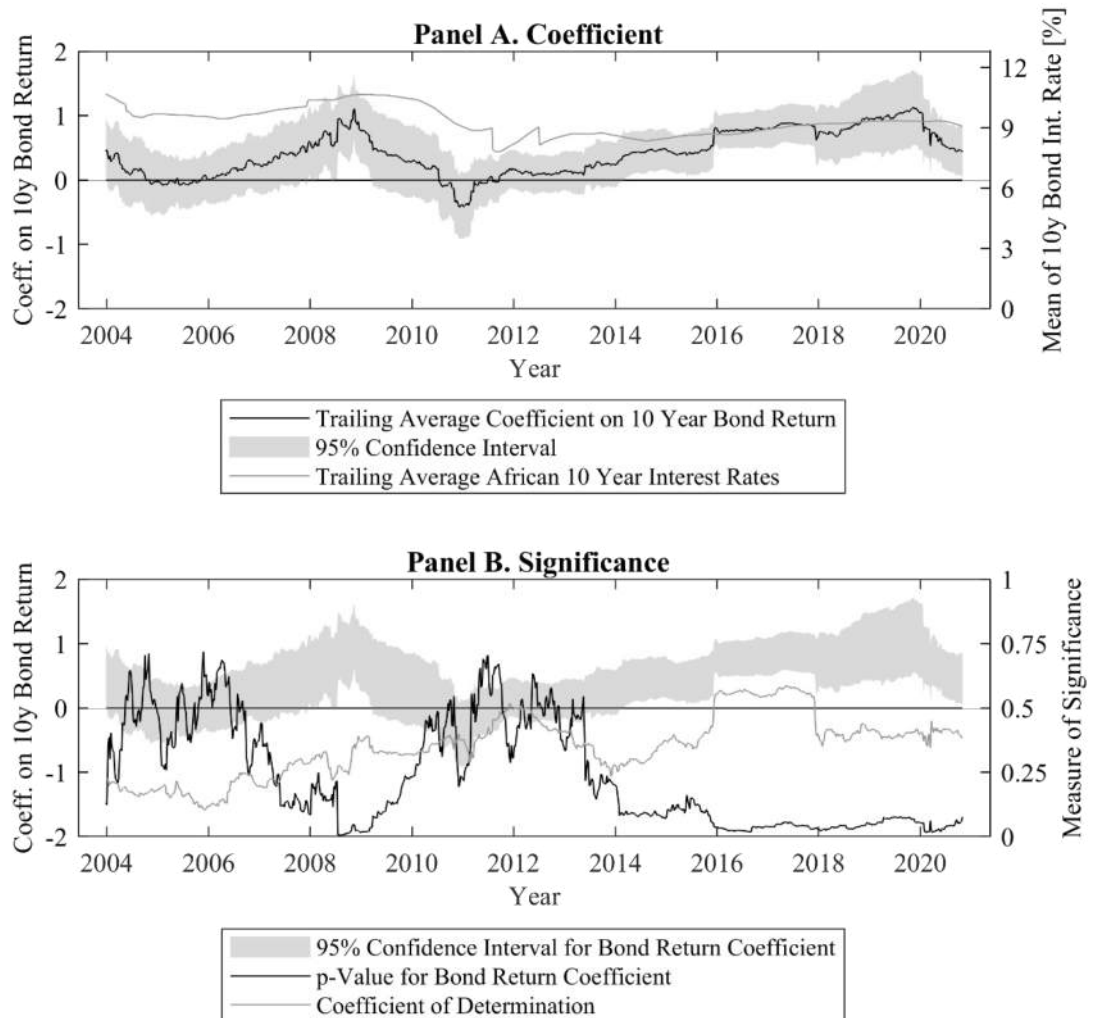 Panel A. Coefficient
Coeff. on 10y Bond Return
2
1
0
-1
-2
Mean of 10y Bond Int. Rate [%]
12
9
6
3
0
2004 2006 2008 2010 2012 2014 2016 2018 2020
Year
Trailing Average Coefficient on 10 Year Bond Return
95% Confidence Interval
Trailing Average African 10 Year Interest Rates
Panel B. Significance
Coeff. on 10y Bond Return
2
1
0
-1
-2
Measure of Significance
1
0.75
0.5
0.25
0
2004 2006 2008 2010 2012 2014 2016 2018 2020
Year
95% Confidence Interval for Bond Return Coefficient
p-Value for Bond Return Coefficient
Coefficient of Determination